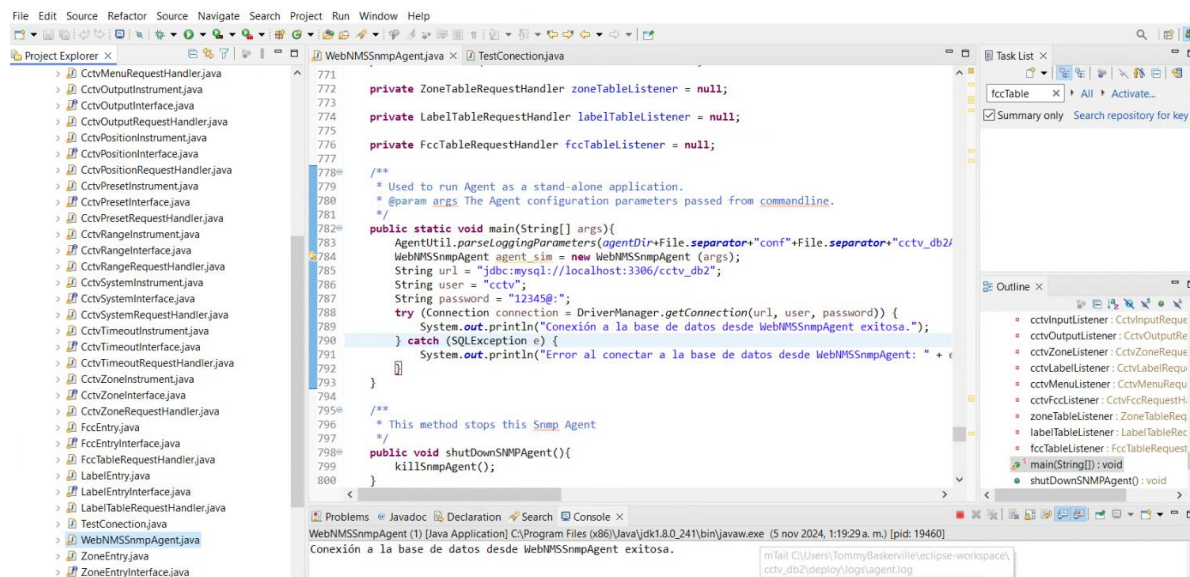 File Edit Source Refactor Source Navigate Search Project Run Window Help
Project Explorer
CctvMenuRequestHandler.java
CctvOutputInstrument.java
CctvOutputInterface.java
CctvOutputRequestHandler.java
CctvPositionInstrument.java
CctvPositionInterface.java
CctvPositionRequestHandler.java
CctvPresetInstrument.java
CctvPresetInterface.java
CctvPresetRequestHandler.java
CctvRangeInstrument.java
CctvRangeInterface.java
CctvRangeRequestHandler.java
CctvSystemInstrument.java
CctvSystemInterface.java
CctvSystemRequestHandler.java
CctvTimeoutInstrument.java
CctvTimeoutInterface.java
CctvTimeoutRequestHandler.java
CctvZoneInstrument.java
CctvZoneInterface.java
CctvZoneRequestHandler.java
FccEntry.java
FccEntryInterface.java
FccTableRequestHandler.java
LabelEntry.java
LabelEntryInterface.java
LabelTableRequestHandler.java
TestConection.java
WebNMSSnmpAgent.java
ZoneEntry.java
ZoneEntryInterface.java
WebNMSSnmpAgent.java TestConection.java
771
772 private ZoneTableRequestHandler zoneTableListener = null;
773
774 private LabelTableRequestHandler labelTableListener = null;
775
776 private FccTableRequestHandler fccTableListener = null;
777
778 /**
779 * Used to run Agent as a stand-alone application.
780 * @param args The Agent configuration parameters passed from commandline.
781 */
782 public static void main(String[] args){
783 AgentUtil.parseLoggingParameters(agentDir+File.separator+"conf"+File.separator+"cctv_db2A
784 WebNMSSnmpAgent agent_sim = new WebNMSSnmpAgent (args);
785 String url = "jdbc:mysql://localhost:3306/cctv_db2";
786 String user = "cctv";
787 String password = "12345@:";
788 try (Connection connection = DriverManager.getConnection(url, user, password)) {
789 System.out.println("Conexión a la base de datos desde WebNMSSnmpAgent exitosa.");
790 } catch (SQLException e) {
791 System.out.println("Error al conectar a la base de datos desde WebNMSSnmpAgent: " + e
792 }
793 }
794
795 /**
796 * This method stops this Snmp Agent
797 */
798 public void shutDownSNMPAgent(){
799 killSnmpAgent();
800 }
Problems Javadoc Declaration Search Console
WebNMSSnmpAgent (1) [Java Application] C:\Program Files (x86)\Java\jdk1.8.0_241\bin\javaw.exe (5 nov 2024, 1:19:29 a. m.) [pid: 19460]
Conexión a la base de datos desde WebNMSSnmpAgent exitosa.
mTail C:\Users\TommyBaskerville\eclipse-workspace\
cctv_db2\deploy\logs\agent.log
Task List
fccTable All Activate...
Summary only Search repository for key
Outline
cctvInputListener : CctvInputReque
cctvOutputListener : CctvOutputRe
cctvZoneListener : CctvZoneReque
cctvLabelListener : CctvLabelReque
cctvMenuListener : CctvMenuRequ
cctvFccListener : CctvFccRequestH
zoneTableListener : ZoneTableReq
labelTableListener : LabelTableRec
fccTableListener : FccTableRequest
main(String[]) : void
shutDownSNMPAgent() : void